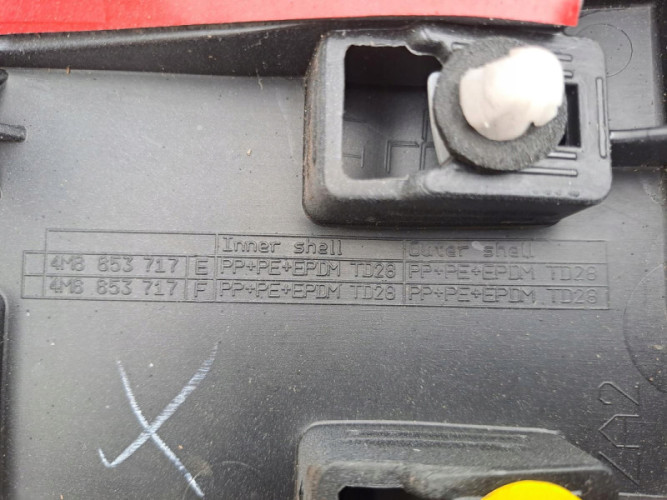 Inner shell Outer shell
4M8 853 717 E PP+PE+EPDM TD28 PP+PE+EPDM TD28
4M8 853 717 F PP+PE+EPDM TD28 PP+PE+EPDM TD28
ZA2